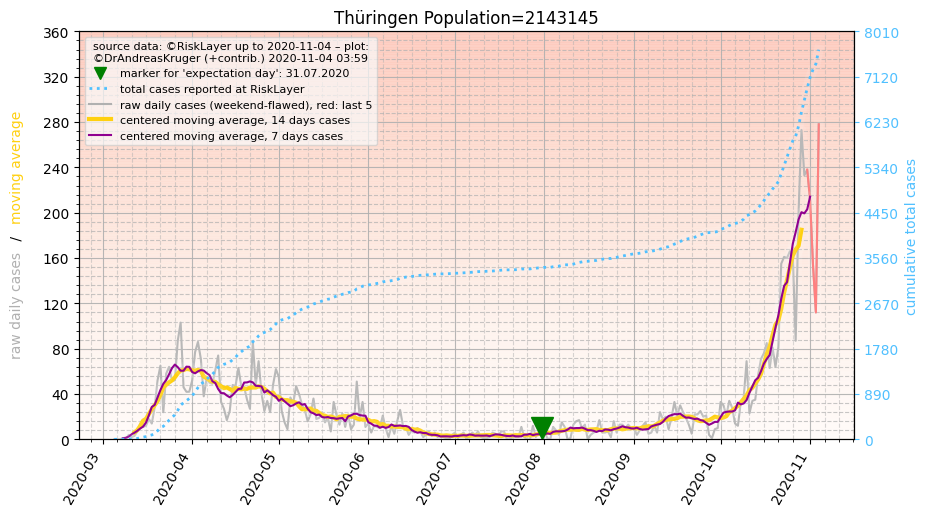 Thüringen Population=2143145
source data: ©RiskLayer up to 2020-11-04 – plot:
©DrAndreasKruger (+contrib.) 2020-11-04 03:59
marker for 'expectation day': 31.07.2020
total cases reported at RiskLayer
raw daily cases (weekend-flawed), red: last 5
centered moving average, 14 days cases
centered moving average, 7 days cases
raw daily cases / moving average
360
320
280
240
200
160
120
80
40
0
8010
7120
6230
5340
4450
3560
2670
1780
890
0
cumulative total cases
2020-03
2020-04
2020-05
2020-06
2020-07
2020-08
2020-09
2020-10
2020-11